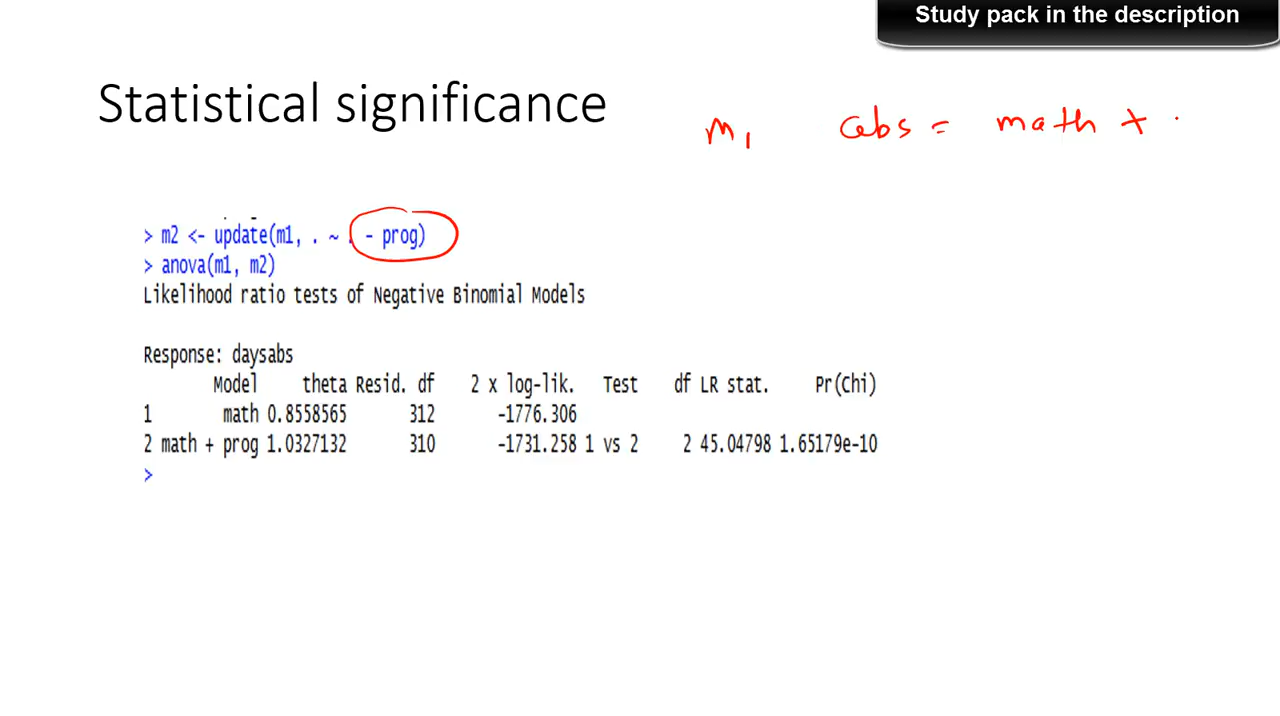 Study pack in the description
Statistical significance
m1 abs = math +
> m2 <- update(m1, . ~ . - prog)
> anova(m1, m2)
Likelihood ratio tests of Negative Binomial Models
Response: daysabs
Model theta Resid. df 2 x log-lik. Test df LR stat. Pr(Chi)
1 math 0.8558565 312 -1776.306
2 math + prog 1.0327132 310 -1731.258 1 vs 2 2 45.04798 1.65179e-10
>